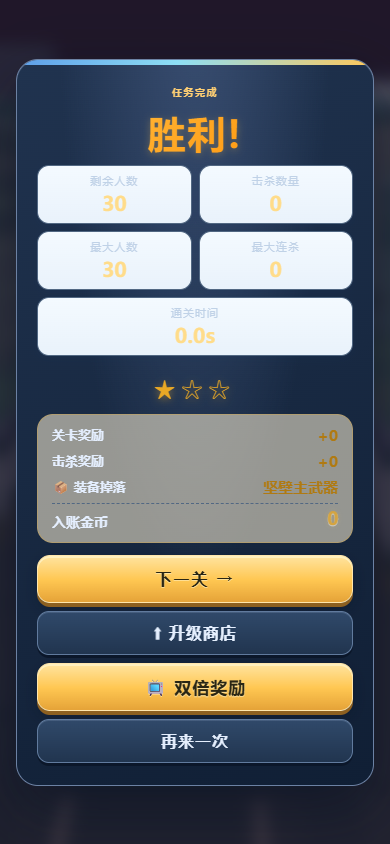 任务完成
胜利!
剩余人数 击杀数量
30 0
最大人数 最大连杀
30 0
通关时间
0.0s
★☆☆
关卡奖励 +0
击杀奖励 +0
装备掉落 坚壁主武器
入账金币 0
下一关 →
⬆ 升级商店
双倍奖励
再来一次